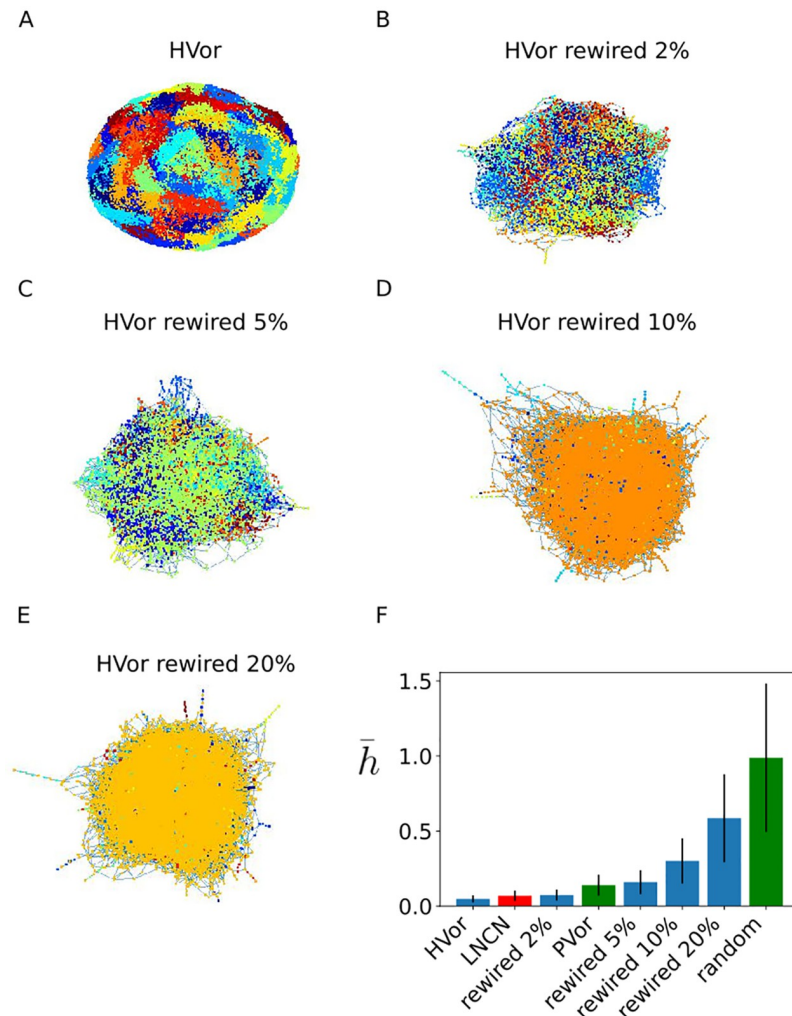 A
HVor
B
HVor rewired 2%
C
HVor rewired 5%
D
HVor rewired 10%
E
HVor rewired 20%
F
h̄
1.5
1.0
0.5
0.0
HVor
LNCN
rewired 2%
PVor
rewired 5%
rewired 10%
rewired 20%
random